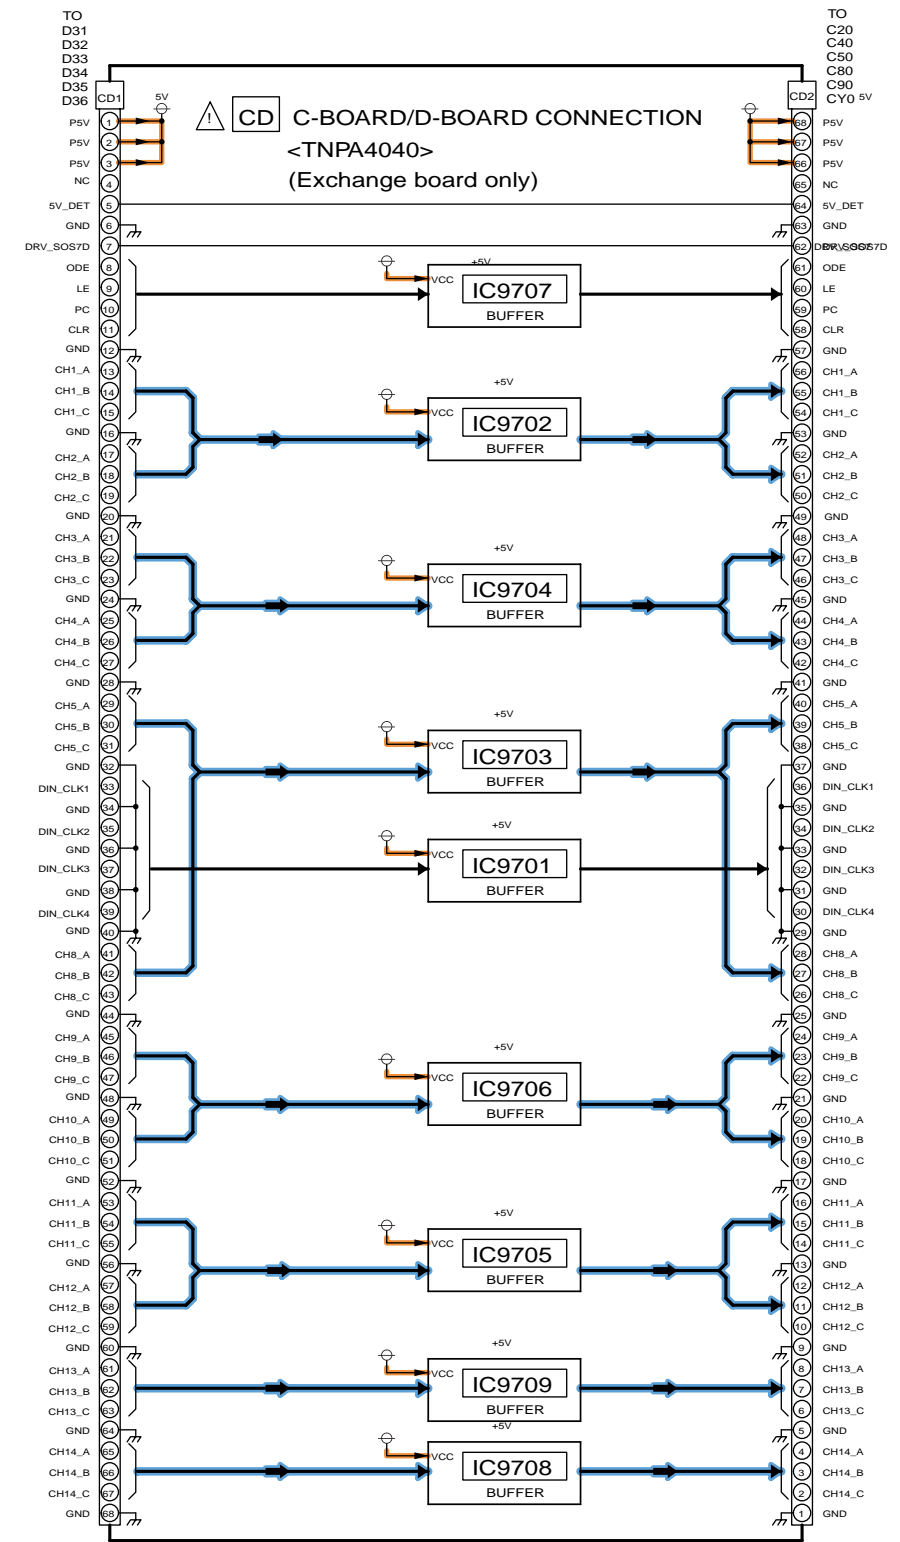 TO
D31
D32
D33
D34
D35
D36
TO
C20
C40
C50
C80
C90
CY0 5V
CD1
5V
CD2
⚠ CD C-BOARD/D-BOARD CONNECTION
<TNPA4040>
(Exchange board only)
P5V 1 68 P5V
P5V 2 67 P5V
P5V 3 66 P5V
NC 4 65 NC
5V_DET 5 64 5V_DET
GND 6 63 GND
DRV_SOS7D 7 62
ODE 8 61 ODE
+5V
VCC
LE 9 IC9707 60 LE
PC 10 BUFFER 59 PC
CLR 11 58 CLR
GND 12 57 GND
CH1_A 13 56 CH1_A
+5V
CH1_B 14 55 CH1_B
CH1_C 15 VCC 54 CH1_C
IC9702
GND 16 53 GND
BUFFER
CH2_A 17 52 CH2_A
CH2_B 18 51 CH2_B
CH2_C 19 50 CH2_C
GND 20 49 GND
CH3_A 21 48 CH3_A
+5V
CH3_B 22 47 CH3_B
CH3_C 23 VCC 46 CH3_C
IC9704
GND 24 45 GND
BUFFER
CH4_A 25 44 CH4_A
CH4_B 26 43 CH4_B
CH4_C 27 42 CH4_C
GND 28 41 GND
CH5_A 29 40 CH5_A
+5V
CH5_B 30 39 CH5_B
CH5_C 31 VCC 38 CH5_C
IC9703
GND 32 37 GND
BUFFER
DIN_CLK1 33 36 DIN_CLK1
GND 34 35 GND
+5V
DIN_CLK2 35 34 DIN_CLK2
GND 36 VCC 33 GND
DIN_CLK3 37 IC9701 32 DIN_CLK3
GND 38 BUFFER 31 GND
DIN_CLK4 39 30 DIN_CLK4
GND 40 29 GND
CH8_A 41 28 CH8_A
CH8_B 42 27 CH8_B
CH8_C 43 26 CH8_C
GND 44 25 GND
CH9_A 45 24 CH9_A
+5V
CH9_B 46 23 CH9_B
CH9_C 47 VCC 22 CH9_C
IC9706
GND 48 21 GND
BUFFER
CH10_A 49 20 CH10_A
CH10_B 50 19 CH10_B
CH10_C 51 18 CH10_C
GND 52 17 GND
CH11_A 53 16 CH11_A
+5V
CH11_B 54 15 CH11_B
CH11_C 55 VCC 14 CH11_C
IC9705
GND 56 13 GND
BUFFER
CH12_A 57 12 CH12_A
CH12_B 58 11 CH12_B
CH12_C 59 10 CH12_C
GND 60 9 GND
+5V
CH13_A 61 VCC 8 CH13_A
CH13_B 62 IC9709 7 CH13_B
CH13_C 63 BUFFER 6 CH13_C
GND 64 +5V 5 GND
CH14_A 65 VCC 4 CH14_A
CH14_B 66 IC9708 3 CH14_B
CH14_C 67 BUFFER 2 CH14_C
GND 68 1 GND